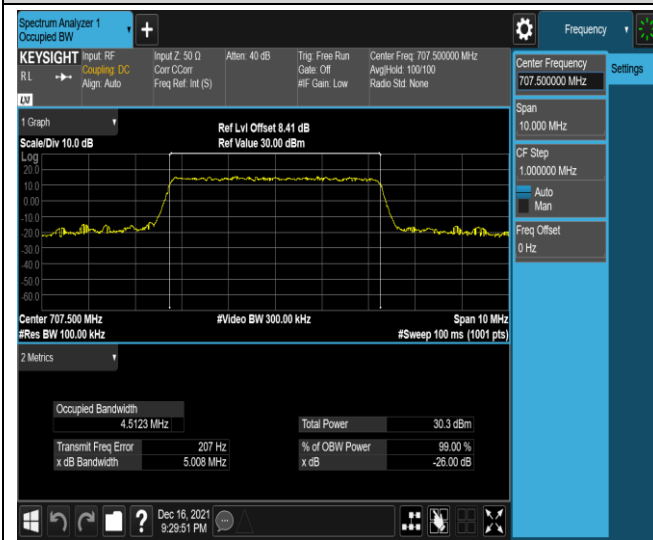 Spectrum Analyzer 1
Occupied BW
+
Frequency
KEYSIGHT
RL
LXI
Input: RF
Coupling: DC
Align: Auto
Input Z: 50 Ω
Corr CCorr
Freq Ref: Int (S)
Atten: 40 dB
Trig: Free Run
Gate: Off
#IF Gain: Low
Center Freq: 707.500000 MHz
Avg|Hold: 100/100
Radio Std: None
Center Frequency
707.500000 MHz
Settings
Span
10.000 MHz
CF Step
1.000000 MHz
Auto
Man
Freq Offset
0 Hz
1 Graph
Scale/Div 10.0 dB
Ref Lvl Offset 8.41 dB
Ref Value 30.00 dBm
Log
20.0
10.0
0.00
-10.0
-20.0
-30.0
-40.0
-50.0
-60.0
Center 707.500 MHz
#Video BW 300.00 kHz
Span 10 MHz
#Res BW 100.00 kHz
#Sweep 100 ms (1001 pts)
2 Metrics
Occupied Bandwidth
4.5123 MHz
Total Power 30.3 dBm
Transmit Freq Error 207 Hz
% of OBW Power 99.00 %
x dB Bandwidth 5.008 MHz
x dB -26.00 dB
?
Dec 16, 2021
9:29:51 PM